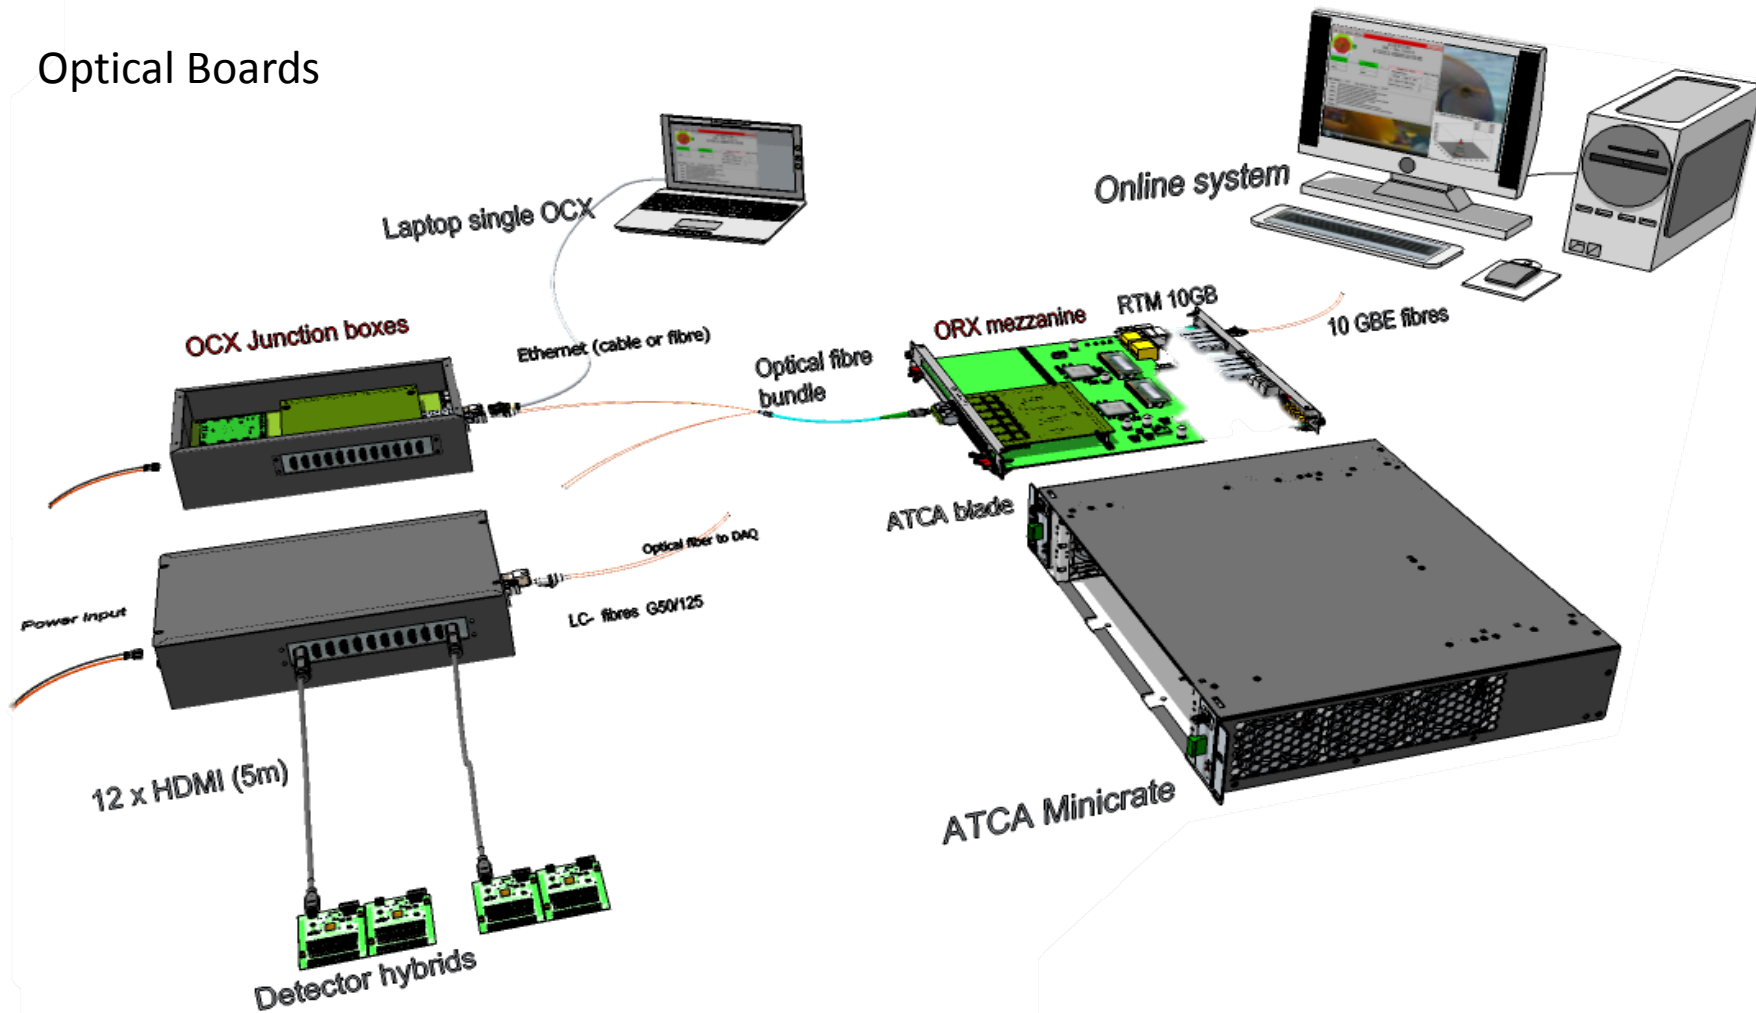 Optical Boards
Laptop single OCX
Online system
OCX Junction boxes
Ethernet (cable or fibre)
Optical fibre
bundle
ORX mezzanine
RTM 10GB
10 GBE fibres
ATCA blade
Optical fiber to DAQ
LC- fibres G50/125
Power Input
12 x HDMI (5m)
ATCA Minicrate
Detector hybrids